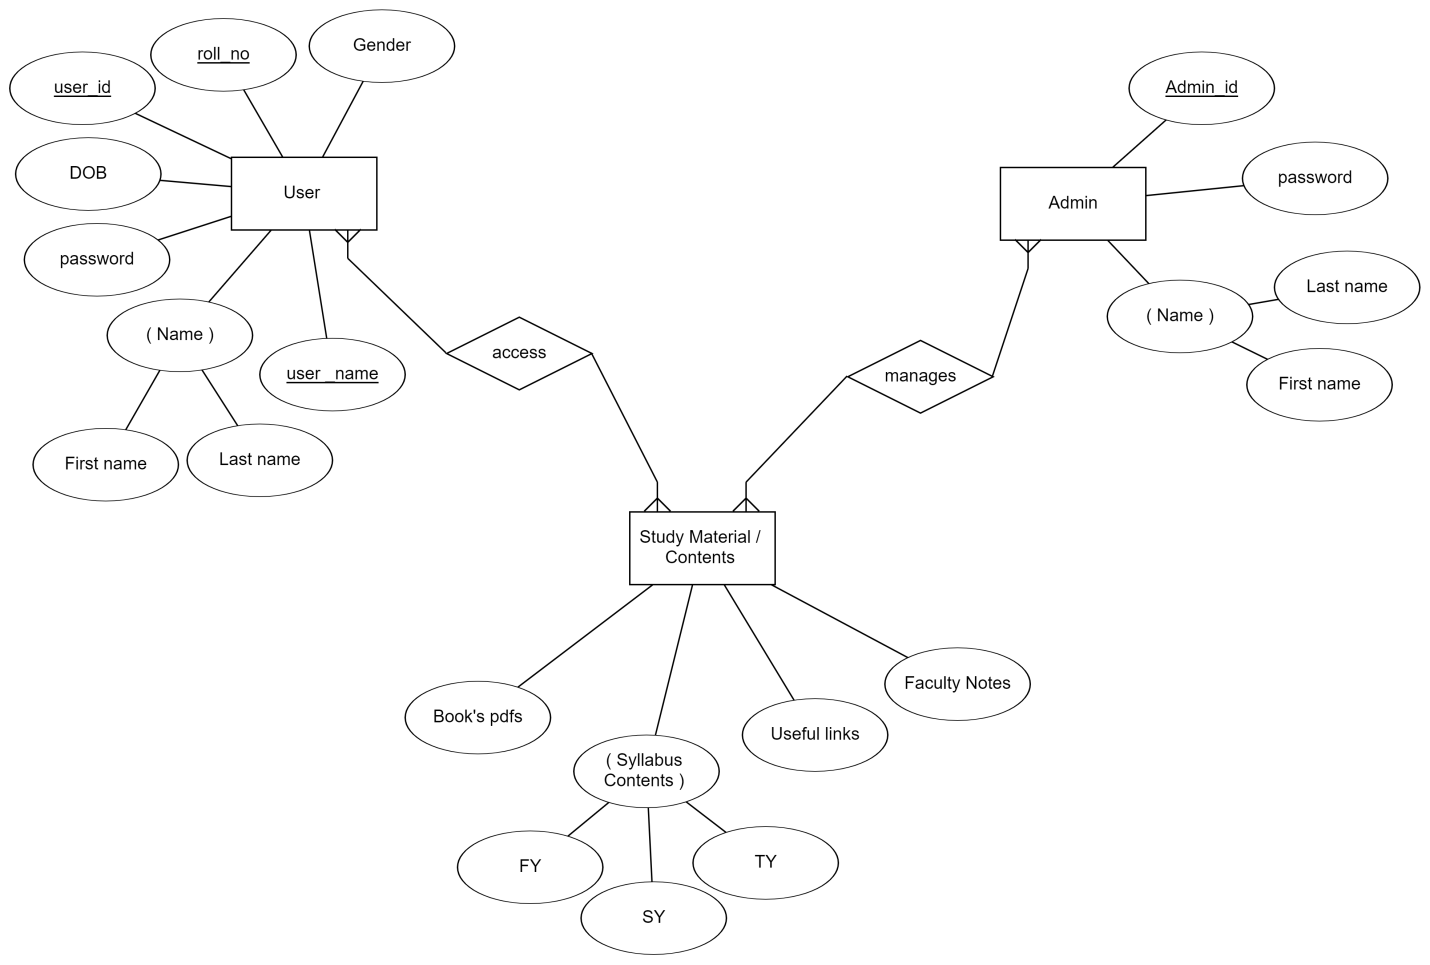 Gender
roll_no
user_id
Admin_id
DOB
password
User
Admin
password
Last name
( Name )
( Name )
access
user _name
manages
First name
First name
Last name
Study Material /
Contents
Faculty Notes
Book's pdfs
Useful links
( Syllabus
Contents )
FY
TY
SY